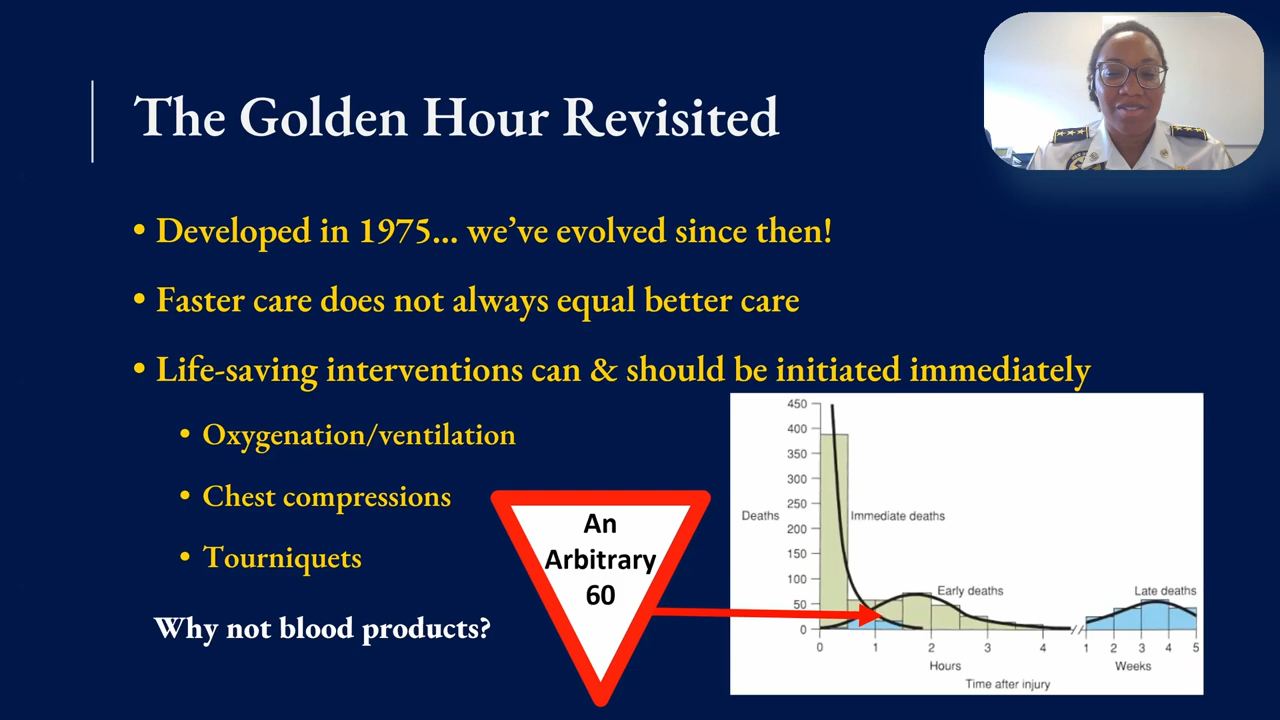 The Golden Hour Revisited
• Developed in 1975... we've evolved since then!
• Faster care does not always equal better care
• Life-saving interventions can & should be initiated immediately
• Oxygenation/ventilation
• Chest compressions
• Tourniquets
Why not blood products?
An
Arbitrary
60
450
400
350
300
250
200
150
100
50
0
Deaths
Immediate deaths
Early deaths
Late deaths
0 1 2 3 4 1 2 3 4 5
Hours Weeks
Time after injury